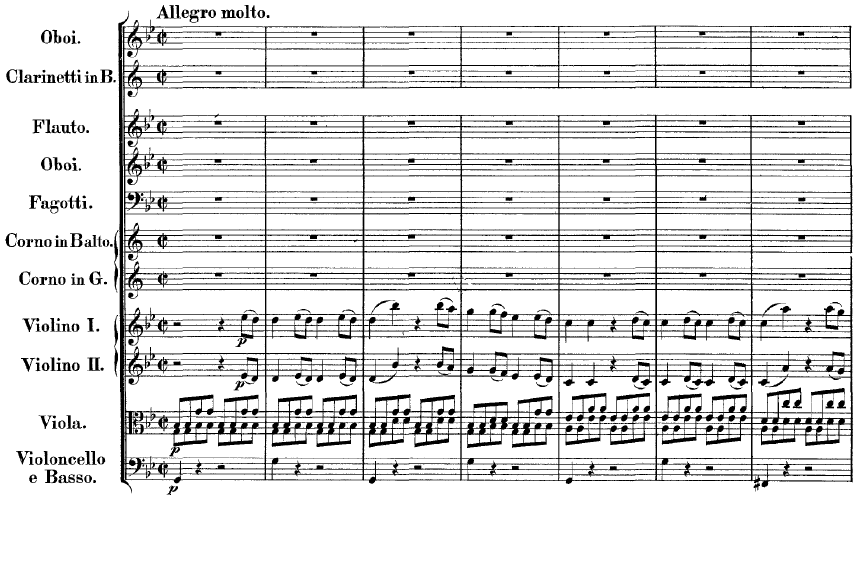 Allegro molto.
Oboi.
Clarinetti in B.
Flauto.
Oboi.
Fagotti.
Corno in B alto.
Corno in G.
Violino I.
p
Violino II.
p
Viola.
p
Violoncello
e Basso.
p